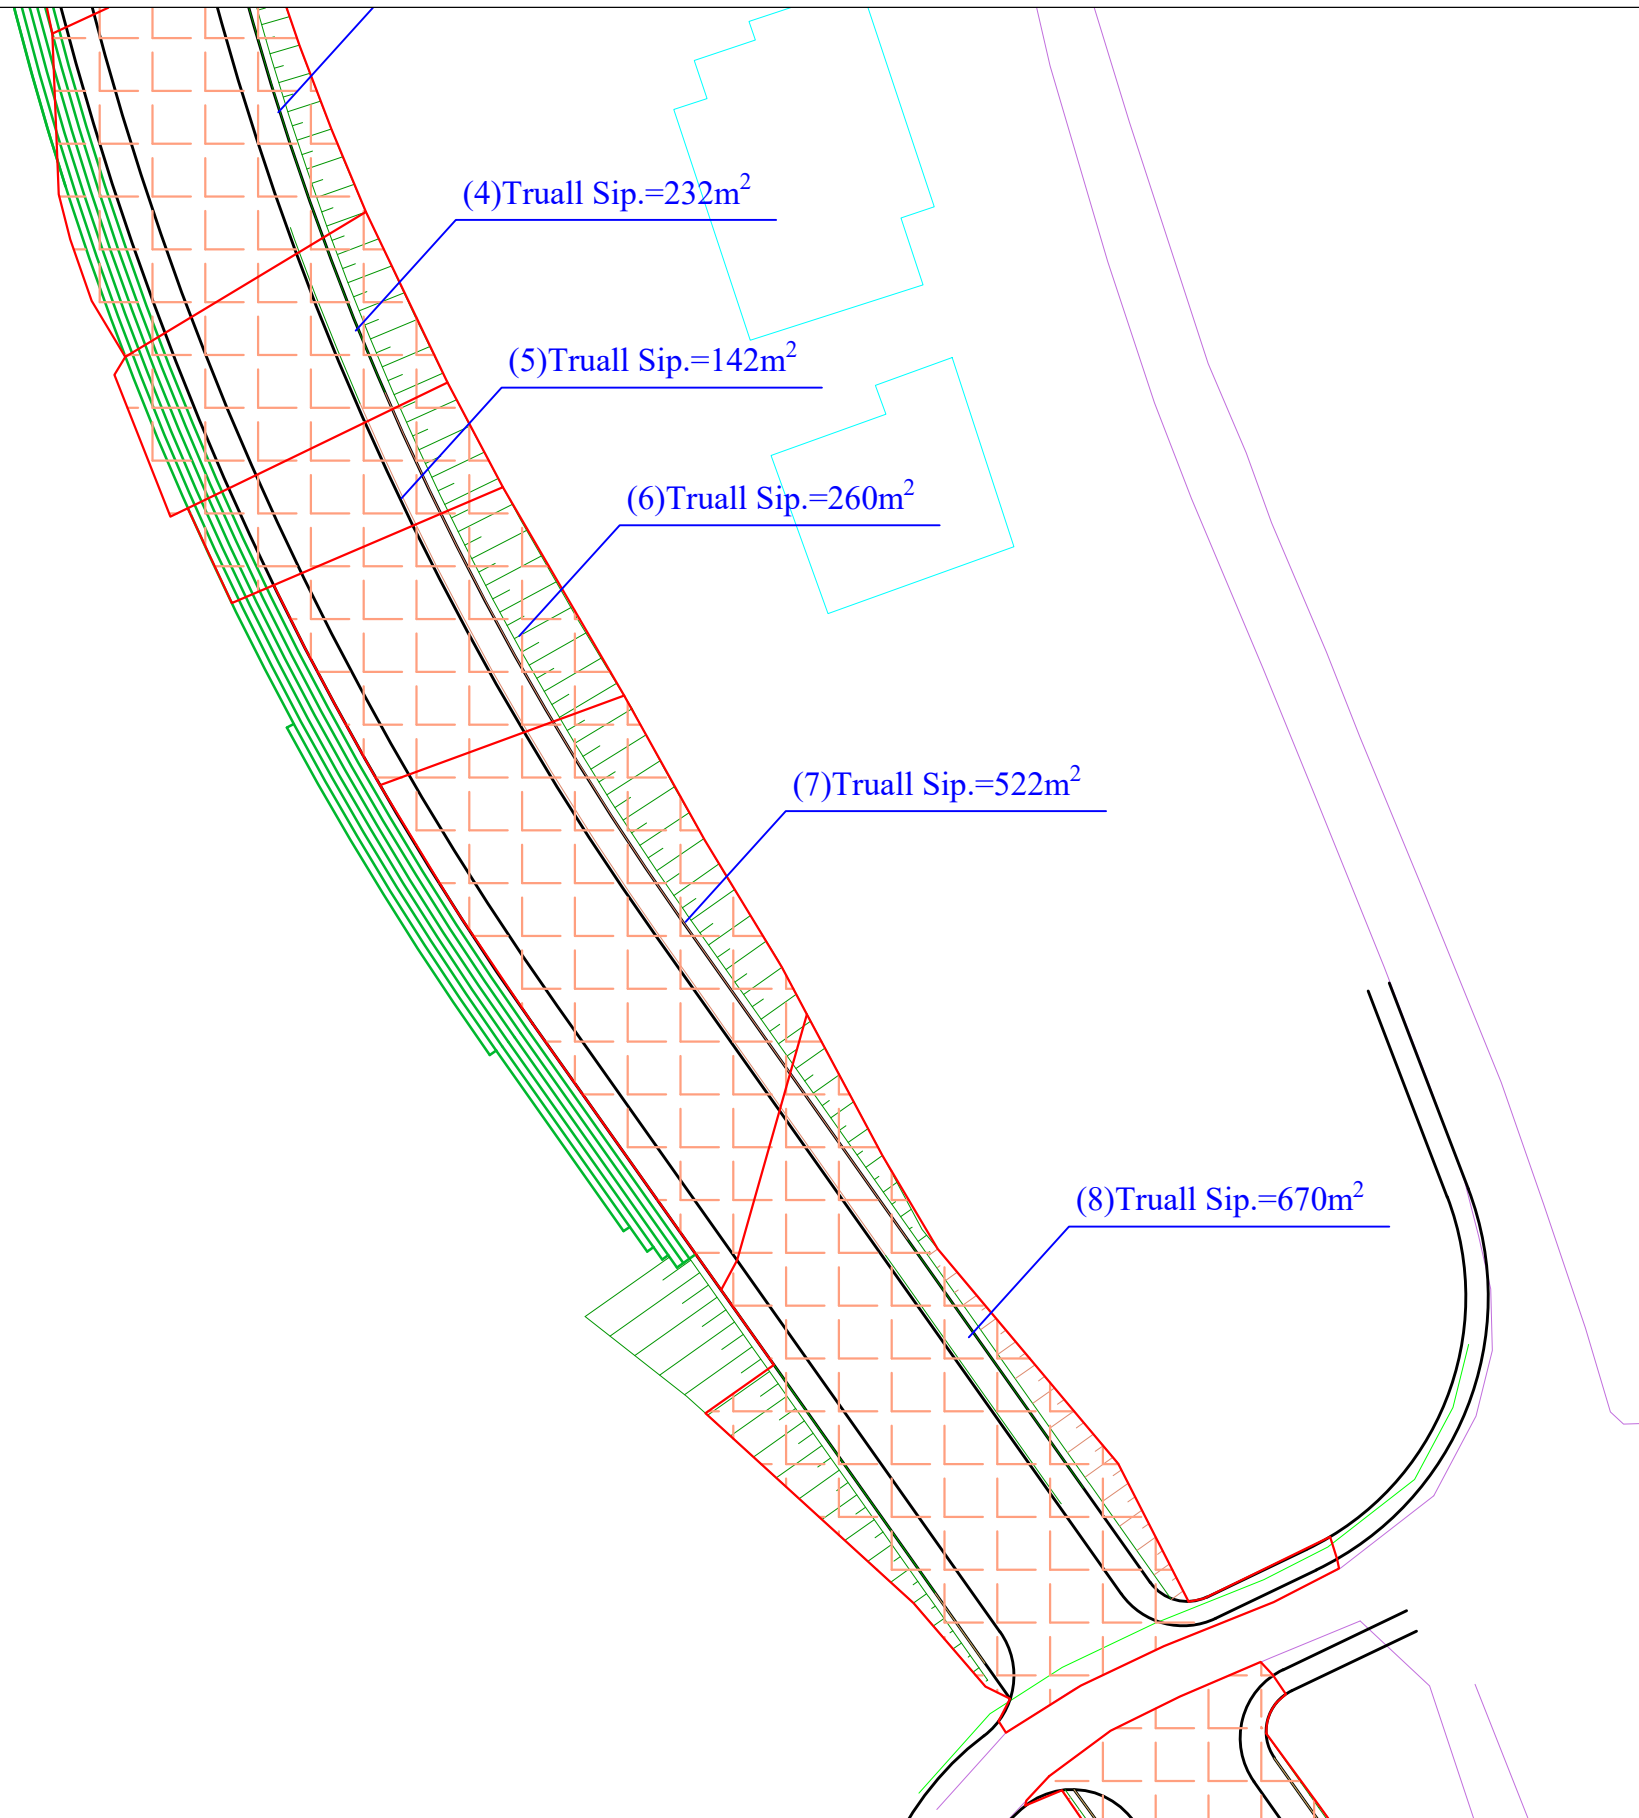 (4)Truall Sip.=232m²
(5)Truall Sip.=142m²
(6)Truall Sip.=260m²
(7)Truall Sip.=522m²
(8)Truall Sip.=670m²